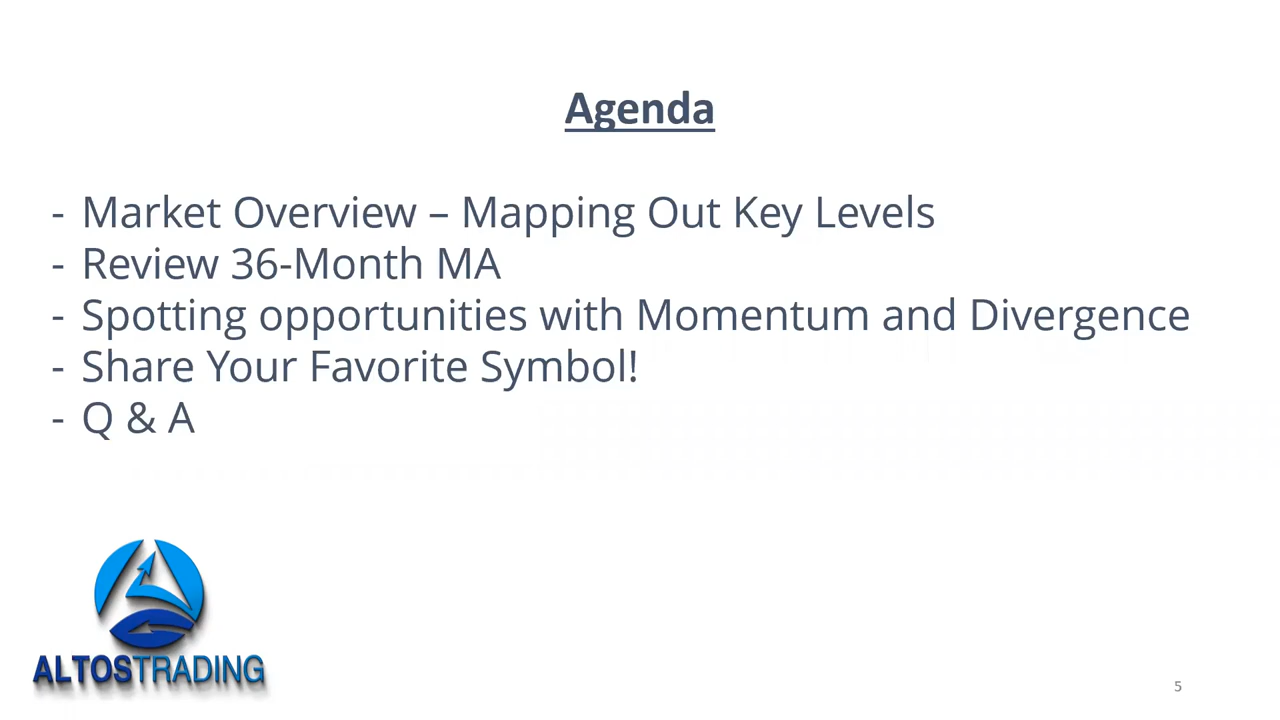 Agenda
- Market Overview – Mapping Out Key Levels
- Review 36-Month MA
- Spotting opportunities with Momentum and Divergence
- Share Your Favorite Symbol!
- Q & A
ALTOSTRADING
5